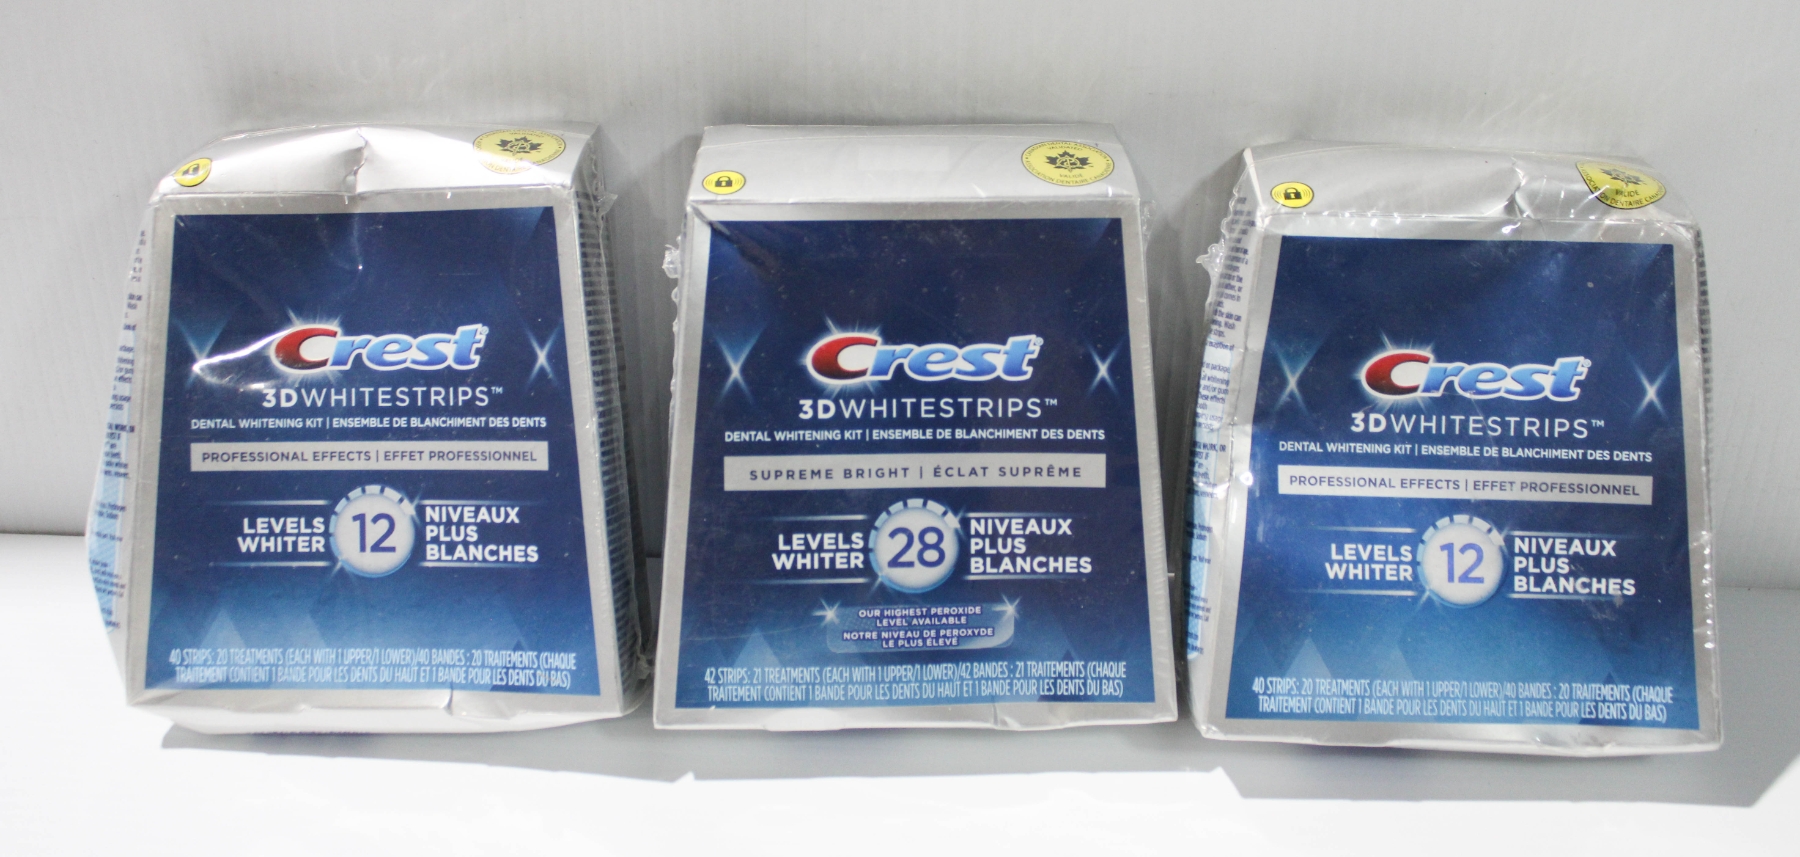 Crest
3DWHITESTRIPS™
DENTAL WHITENING KIT | ENSEMBLE DE BLANCHIMENT DES DENTS
PROFESSIONAL EFFECTS | EFFET PROFESSIONNEL
LEVELS WHITER 12 NIVEAUX PLUS BLANCHES
40 STRIPS: 20 TREATMENTS (EACH WITH 1 UPPER/1 LOWER)/40 BANDES : 20 TRAITEMENTS (CHAQUE
TRAITEMENT CONTIENT 1 BANDE POUR LES DENTS DU HAUT ET 1 BANDE POUR LES DENTS DU BAS)
VALIDE
Crest
3DWHITESTRIPS™
DENTAL WHITENING KIT | ENSEMBLE DE BLANCHIMENT DES DENTS
SUPREME BRIGHT | ÉCLAT SUPRÊME
LEVELS WHITER 28 NIVEAUX PLUS BLANCHES
OUR HIGHEST PEROXIDE
LEVEL AVAILABLE
NOTRE NIVEAU DE PEROXYDE
LE PLUS ÉLEVÉ
42 STRIPS: 21 TREATMENTS (EACH WITH 1 UPPER/1 LOWER)/42 BANDES : 21 TRAITEMENTS (CHAQUE
TRAITEMENT CONTIENT 1 BANDE POUR LES DENTS DU HAUT ET 1 BANDE POUR LES DENTS DU BAS)
VALIDE
Crest
3DWHITESTRIPS™
DENTAL WHITENING KIT | ENSEMBLE DE BLANCHIMENT DES DENTS
PROFESSIONAL EFFECTS | EFFET PROFESSIONNEL
LEVELS WHITER 12 NIVEAUX PLUS BLANCHES
40 STRIPS: 20 TREATMENTS (EACH WITH 1 UPPER/1 LOWER)/40 BANDES : 20 TRAITEMENTS (CHAQUE
TRAITEMENT CONTIENT 1 BANDE POUR LES DENTS DU HAUT ET 1 BANDE POUR LES DENTS DU BAS)